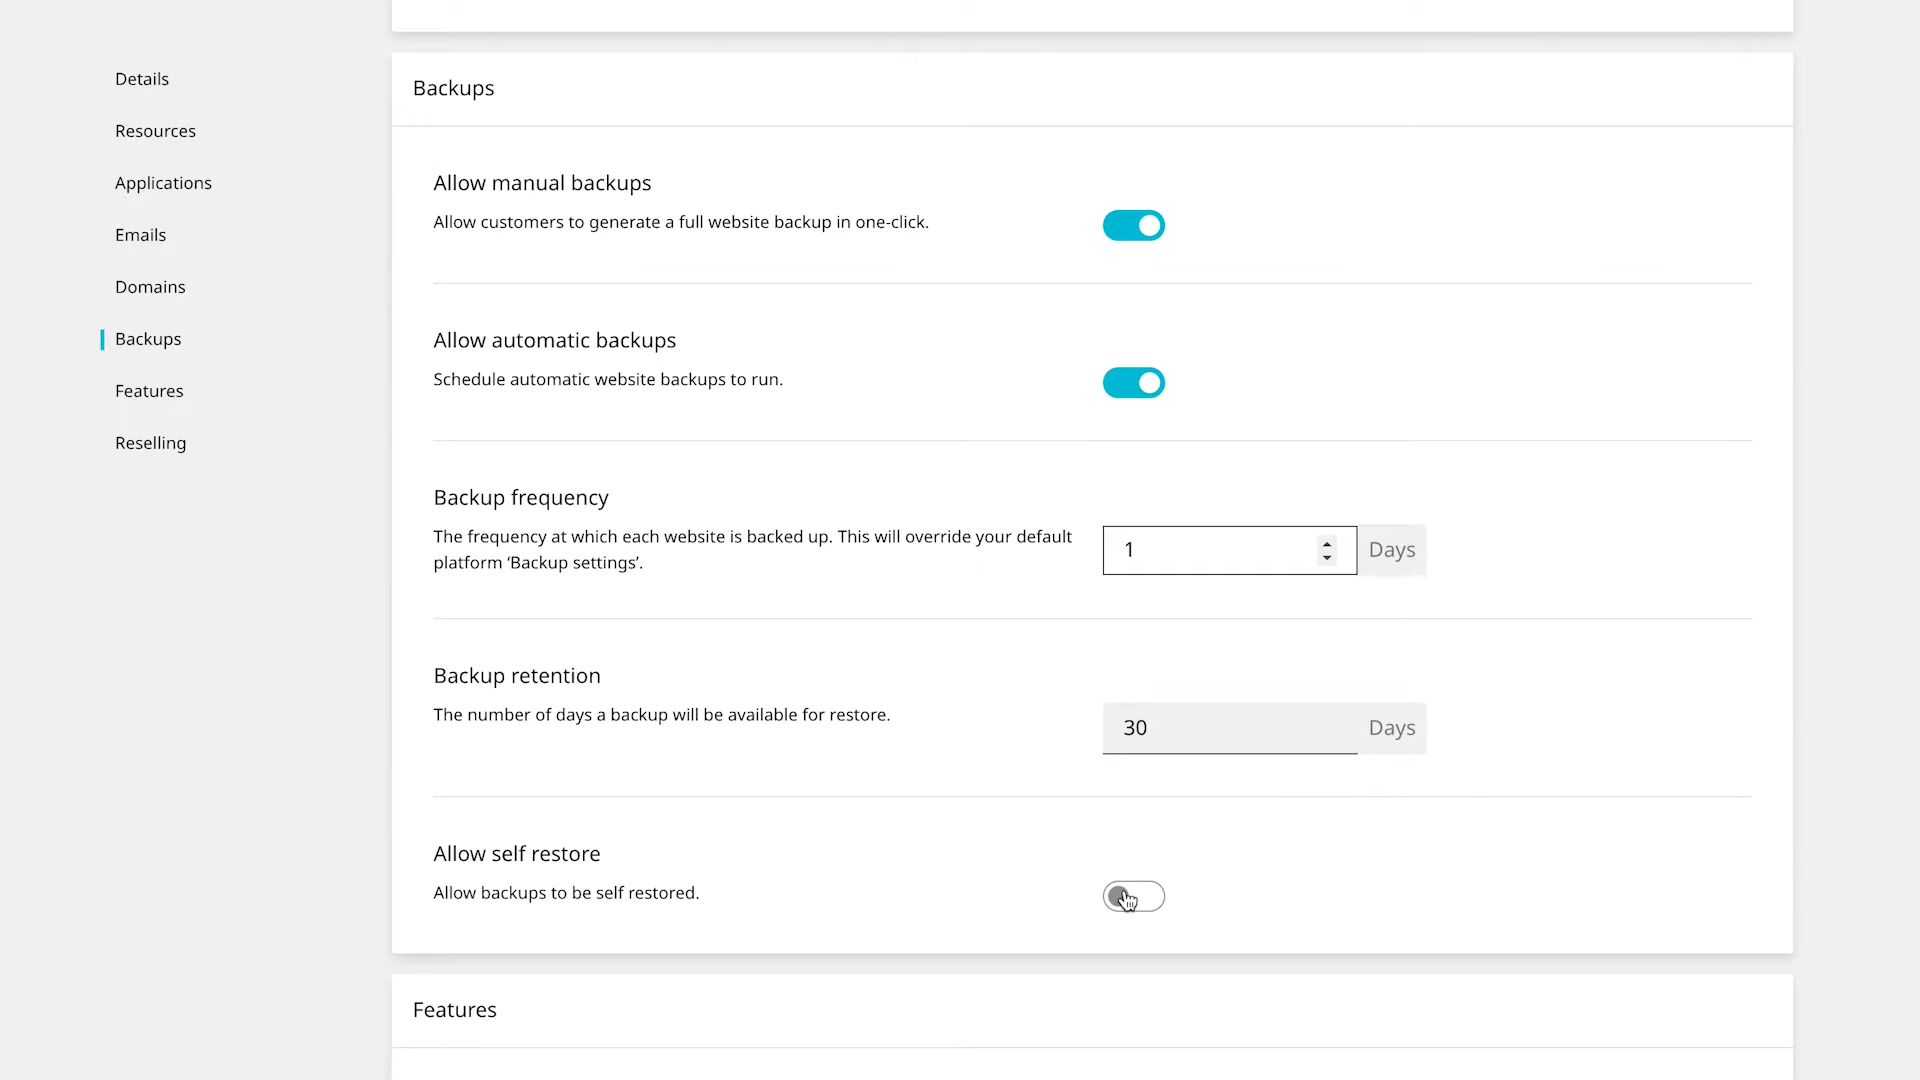 Details
Resources
Applications
Emails
Domains
Backups
Features
Reselling
Backups
Allow manual backups
Allow customers to generate a full website backup in one-click.
Allow automatic backups
Schedule automatic website backups to run.
Backup frequency
The frequency at which each website is backed up. This will override your default
platform ‘Backup settings’.
1 Days
Backup retention
The number of days a backup will be available for restore.
30 Days
Allow self restore
Allow backups to be self restored.
Features